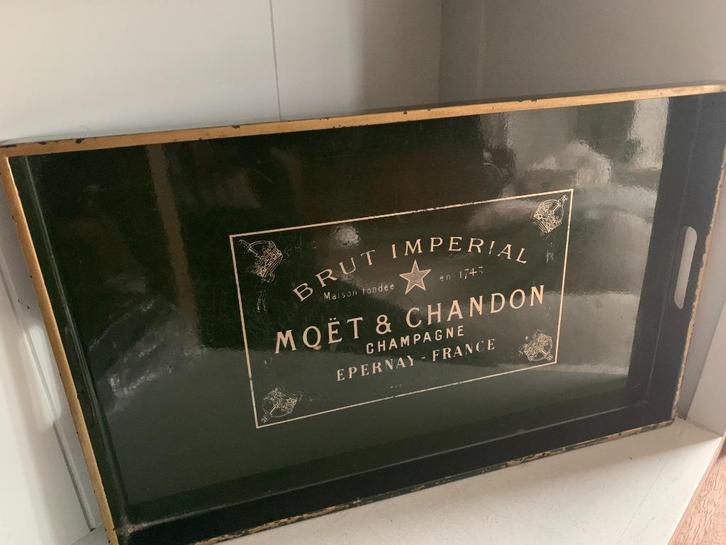 BRUT IMPERIAL
Maison fondée en 1743
MOËT & CHANDON
CHAMPAGNE
EPERNAY - FRANCE